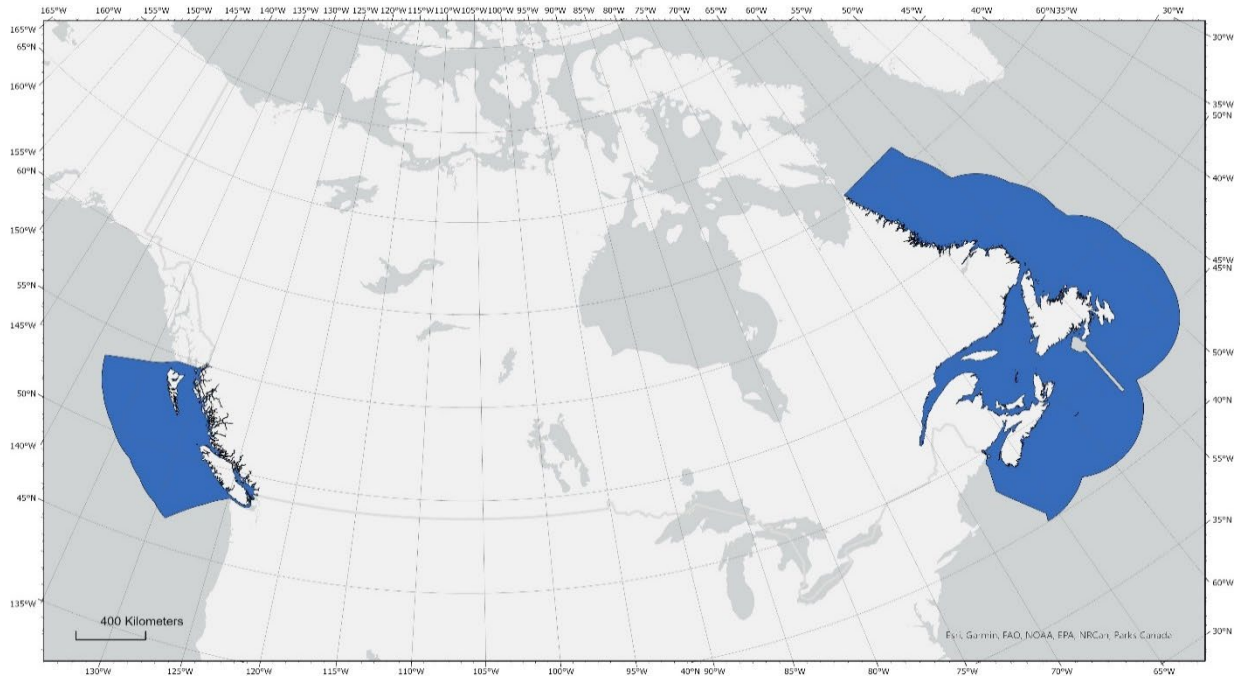 165°W 160°W 155°W 150°W 145°W 140°W 135°W 130°W 125°W 120°W 115°W 110°W 105°W 100°W 95°W 90°W 85°W 80°W 75°W 70°W 65°W 60°W 55°W 50°W 45°W 40°W 60°N35°W 30°W
165°W
30°W
65°N
160°W
35°W
50°N
155°W
60°N
40°W
150°W
45°W
45°N
55°N
145°W
50°W
50°N
40°N
140°W
55°W
45°N
35°N
60°W
135°W
400 Kilometers
Esri, Garmin, FAO, NOAA, EPA, NRCan, Parks Canada
30°N
130°W 125°W 120°W 115°W 110°W 105°W 100°W 95°W 40°N 90°W 85°W 80°W 75°W 70°W 65°W